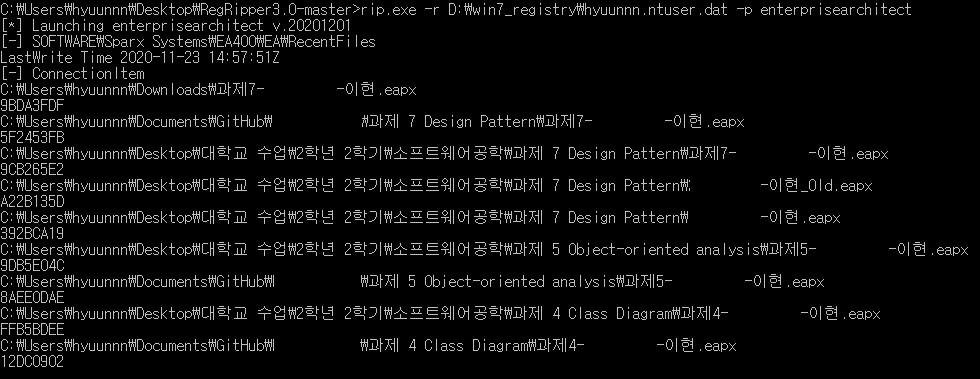 C:₩Users₩hyuunnn₩Desktop₩RegRipper3.0-master>rip.exe -r D:₩win7_registry₩hyuunnn.ntuser.dat -p enterprisearchitect
[*] Launching enterprisearchitect v.20201201
[-] SOFTWARE₩Sparx Systems₩EA400₩EA₩RecentFiles
LastWrite Time 2020-11-23 14:57:51Z
[-] ConnectionItem
C:₩Users₩hyuunnn₩Downloads₩과제7- -이현.eapx
9BDA3FDF
C:₩Users₩hyuunnn₩Documents₩GitHub₩ ₩과제 7 Design Pattern₩과제7- -이현.eapx
5F2453FB
C:₩Users₩hyuunnn₩Desktop₩대학교 수업₩2학년 2학기₩소프트웨어공학₩과제 7 Design Pattern₩과제7- -이현.eapx
9CB265E2
C:₩Users₩hyuunnn₩Desktop₩대학교 수업₩2학년 2학기₩소프트웨어공학₩과제 7 Design Pattern₩ -이현_Old.eapx
A22B135D
C:₩Users₩hyuunnn₩Desktop₩대학교 수업₩2학년 2학기₩소프트웨어공학₩과제 7 Design Pattern₩ -이현.eapx
392BCA19
C:₩Users₩hyuunnn₩Desktop₩대학교 수업₩2학년 2학기₩소프트웨어공학₩과제 5 Object-oriented analysis₩과제5- -이현.eapx
9DB5E04C
C:₩Users₩hyuunnn₩Documents₩GitHub₩ ₩과제 5 Object-oriented analysis₩과제5- -이현.eapx
8AEE0DAE
C:₩Users₩hyuunnn₩Desktop₩대학교 수업₩2학년 2학기₩소프트웨어공학₩과제 4 Class Diagram₩과제4- -이현.eapx
FFB5BDEE
C:₩Users₩hyuunnn₩Documents₩GitHub₩ ₩과제 4 Class Diagram₩과제4- -이현.eapx
12DC0902